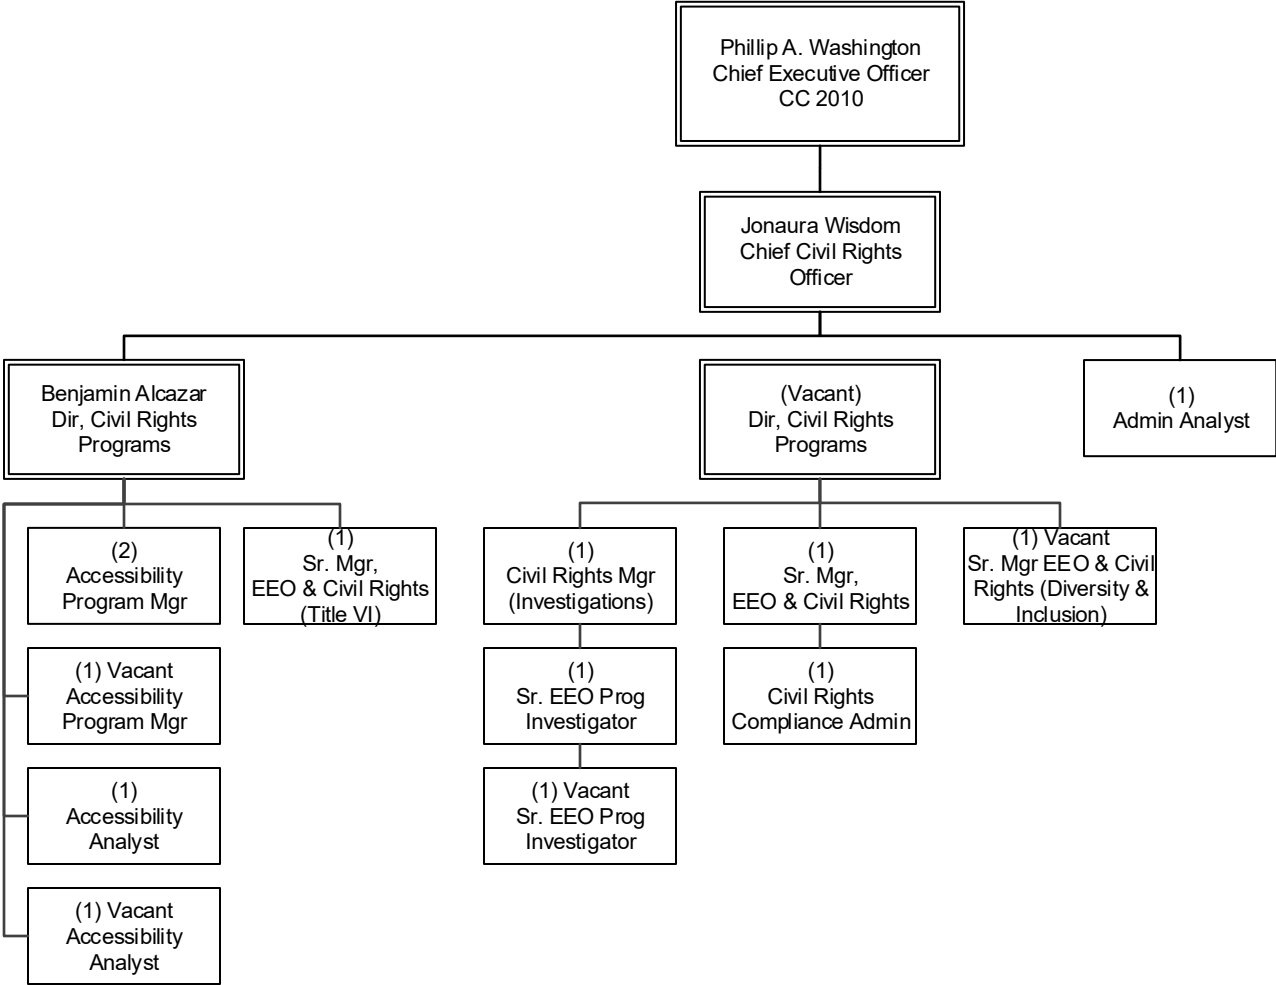 Phillip A. Washington
Chief Executive Officer
CC 2010
Jonaura Wisdom
Chief Civil Rights
Officer
Benjamin Alcazar
Dir, Civil Rights
Programs
(Vacant)
Dir, Civil Rights
Programs
(1)
Admin Analyst
(2)
Accessibility
Program Mgr
(1)
Sr. Mgr,
EEO & Civil Rights
(Title VI)
(1)
Civil Rights Mgr
(Investigations)
(1)
Sr. Mgr,
EEO & Civil Rights
(1) Vacant
Sr. Mgr EEO & Civil
Rights (Diversity &
Inclusion)
(1) Vacant
Accessibility
Program Mgr
(1)
Sr. EEO Prog
Investigator
(1)
Civil Rights
Compliance Admin
(1)
Accessibility
Analyst
(1) Vacant
Sr. EEO Prog
Investigator
(1) Vacant
Accessibility
Analyst